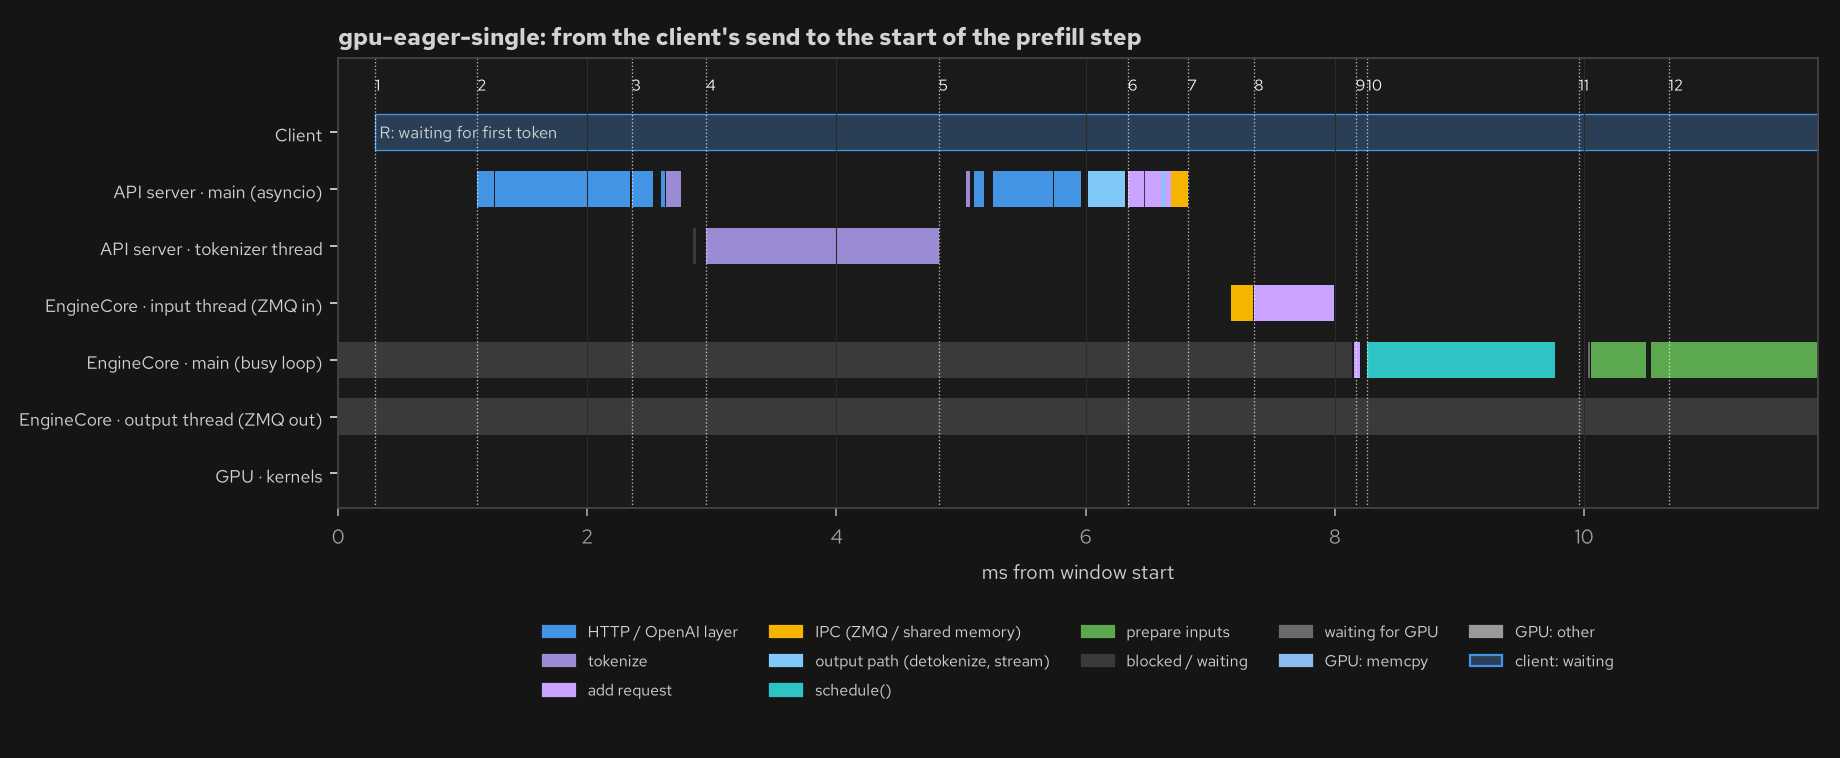 gpu-eager-single: from the client's send to the start of the prefill step
1 2 3 4 5 6 7 8 9 10 11 12
Client
R: waiting for first token
API server · main (asyncio)
API server · tokenizer thread
EngineCore · input thread (ZMQ in)
EngineCore · main (busy loop)
EngineCore · output thread (ZMQ out)
GPU · kernels
0 2 4 6 8 10
ms from window start
HTTP / OpenAI layer
IPC (ZMQ / shared memory)
prepare inputs
waiting for GPU
GPU: other
tokenize
output path (detokenize, stream)
blocked / waiting
GPU: memcpy
client: waiting
add request
schedule()